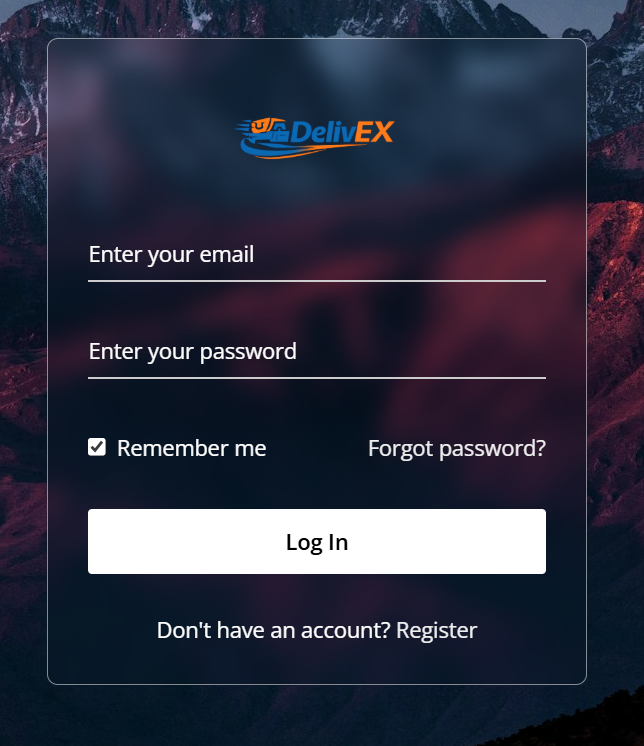 DelivEX
Enter your email
Enter your password
Remember me
Forgot password?
Log In
Don't have an account? Register